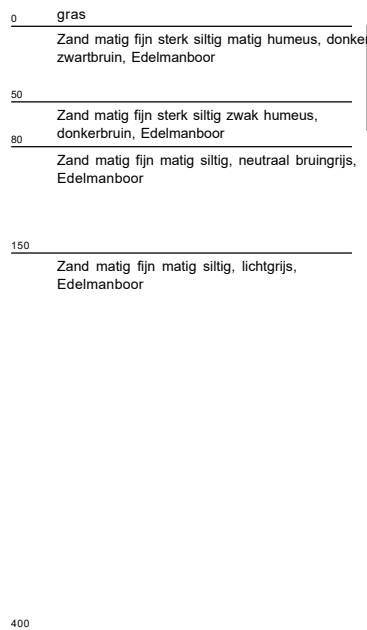 0 gras
Zand matig fijn sterk siltig matig humeus, donker
zwartbruin, Edelmanboor
50
Zand matig fijn sterk siltig zwak humeus,
donkerbruin, Edelmanboor
80
Zand matig fijn matig siltig, neutraal bruingrijs,
Edelmanboor
150
Zand matig fijn matig siltig, lichtgrijs,
Edelmanboor
400